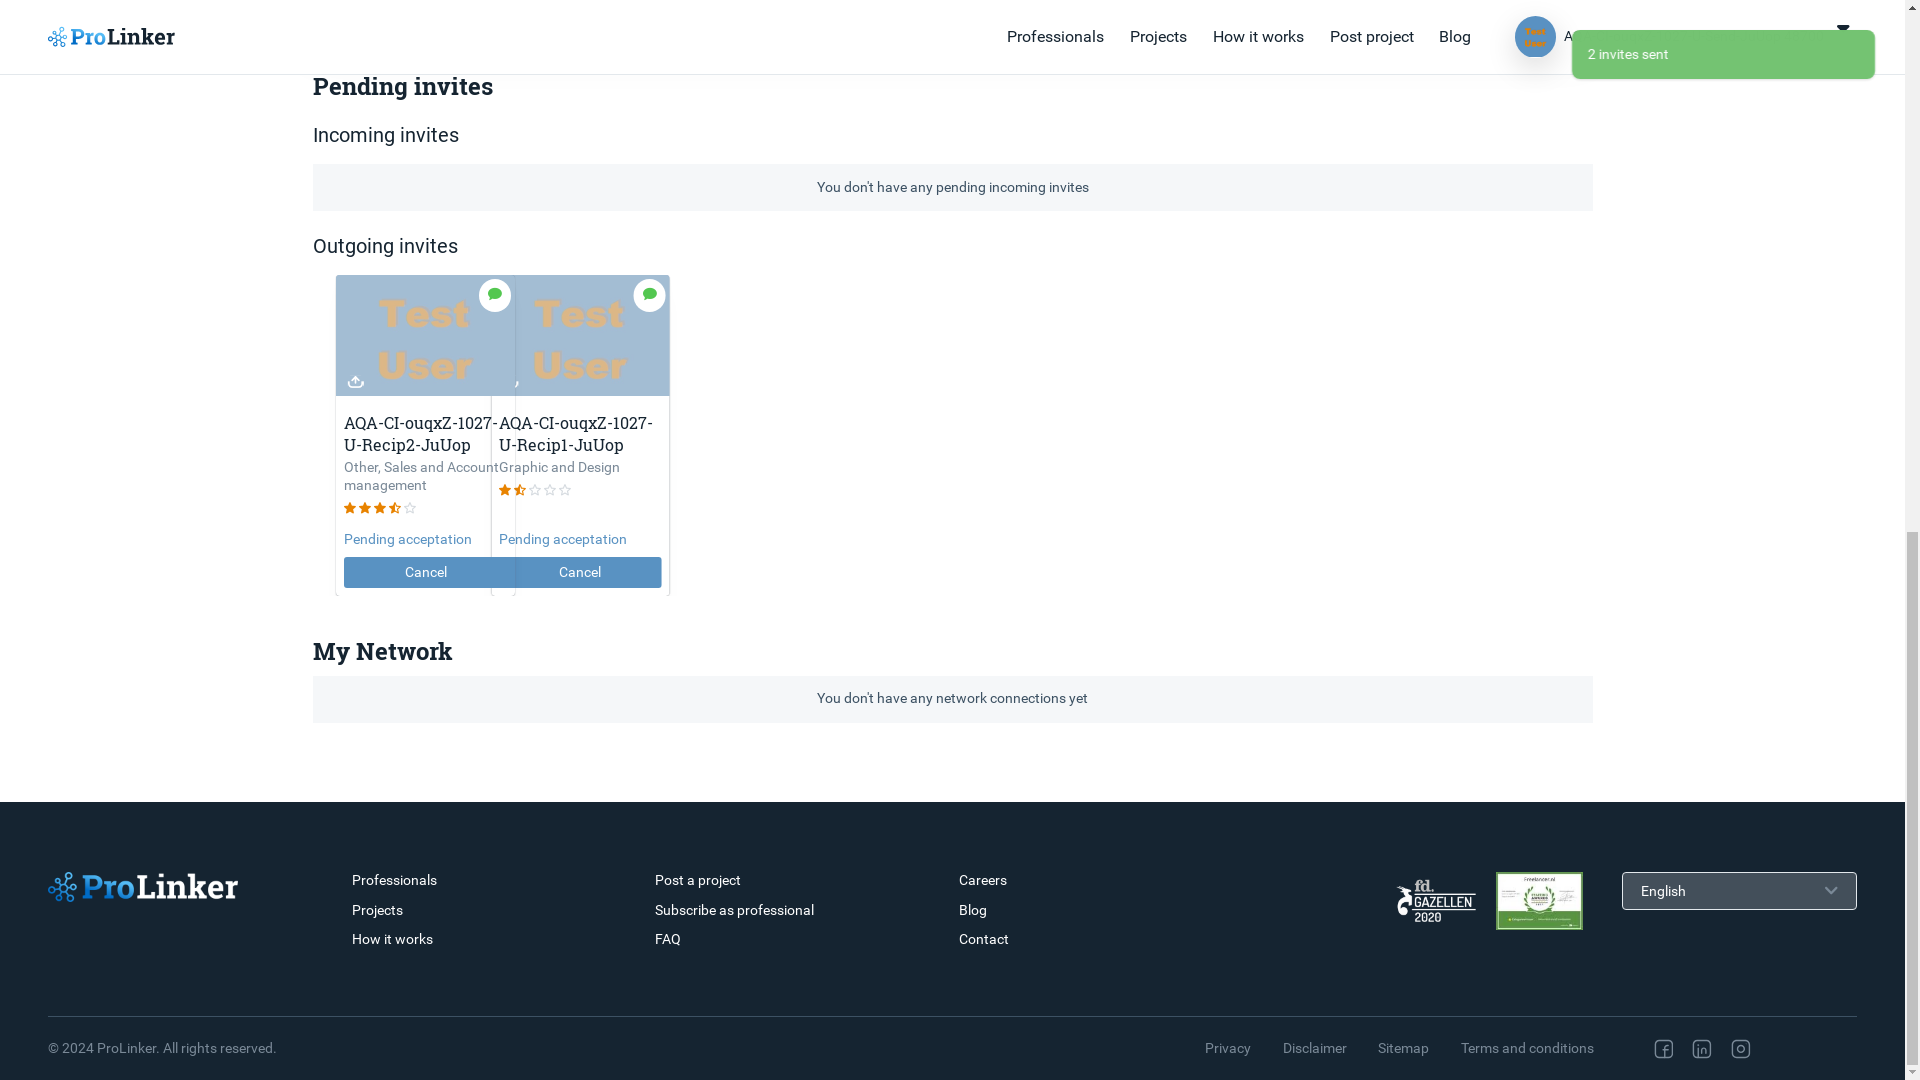 ProLinker
Professionals
Projects
How it works
Post project
Blog
Test
User
A
2 invites sent
Pending invites
Incoming invites
You don't have any pending incoming invites
Outgoing invites
Test
User
AQA-CI-ouqxZ-1027-
U-Recip2-JuUop
Other, Sales and Account
management
Pending acceptation
Cancel
Test
User
AQA-CI-ouqxZ-1027-
U-Recip1-JuUop
Graphic and Design
Pending acceptation
Cancel
My Network
You don't have any network connections yet
ProLinker
Professionals
Projects
How it works
Post a project
Subscribe as professional
FAQ
Careers
Blog
Contact
fd.
GAZELLEN
2020
Freelancer.nl
English
© 2024 ProLinker. All rights reserved.
Privacy
Disclaimer
Sitemap
Terms and conditions